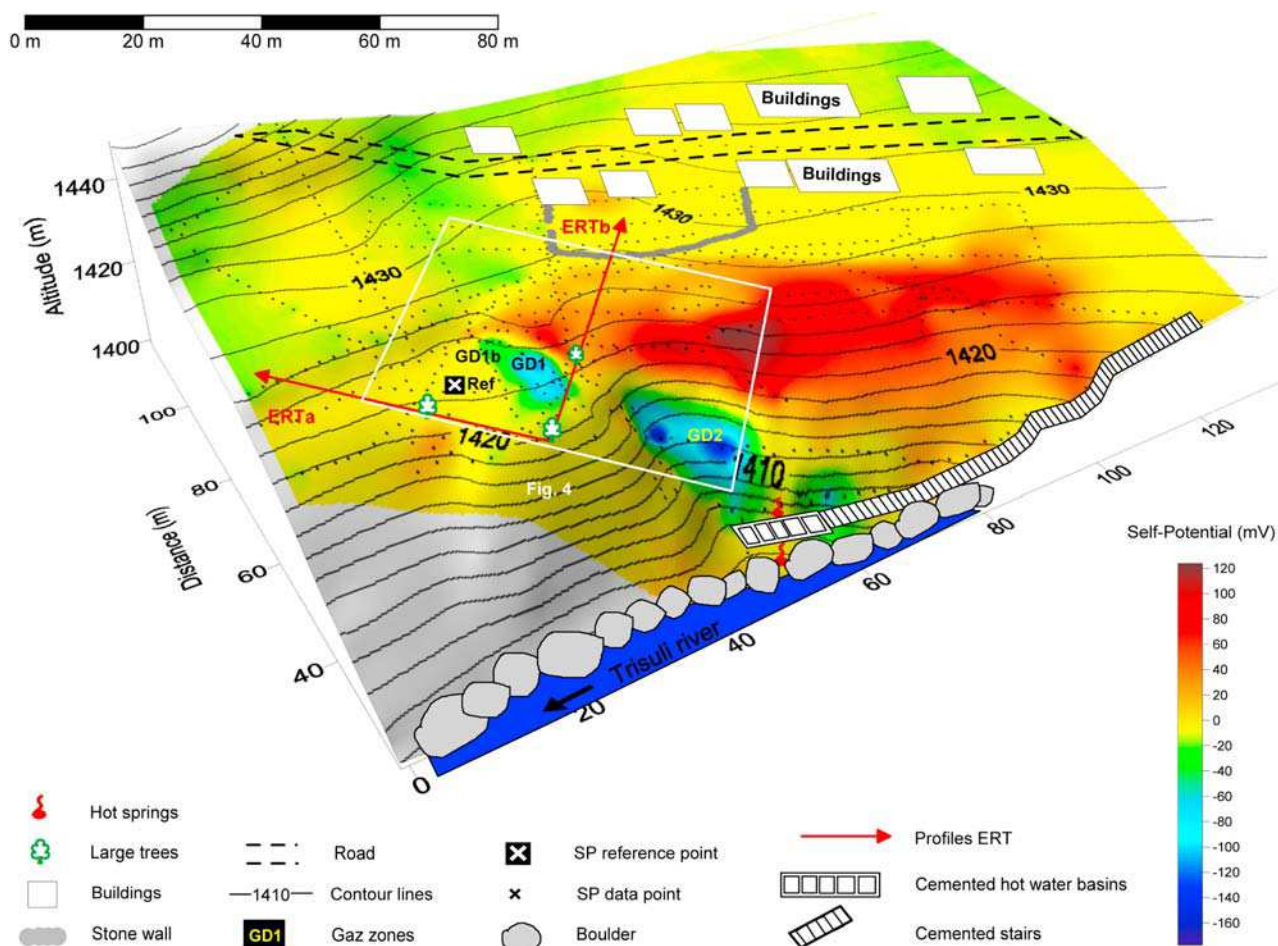 0 m 20 m 40 m 60 m 80 m
Buildings
1440
Altitude (m)
1420
1400
1430
Buildings
1430
1430
ERTb
GD1b
GD1
Ref
1420
ERTa
1420
GD2
1410
Fig. 4
100
80
Distance (m)
60
40
120
100
80
60
40
20
0
Trisuli river
Self-Potential (mV)
120
100
80
60
40
20
0
-20
-40
-60
-80
-100
-120
-140
-160
Hot springs
Large trees
Road
SP reference point
Profiles ERT
Buildings
1410
Contour lines
SP data point
Cemented hot water basins
Stone wall
GD1
Gaz zones
Boulder
Cemented stairs